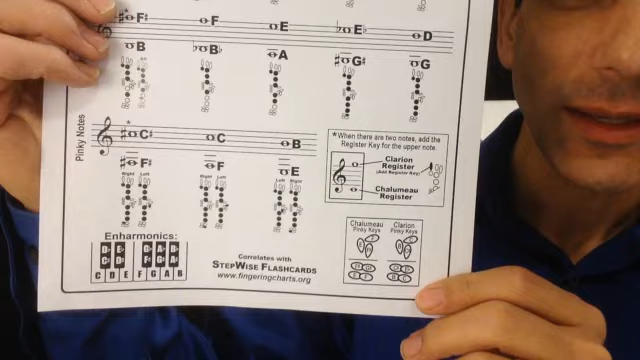 F♯ F E E♭ D
B B♭ A G♯ G
Pinky Notes
C♯ C B
F♯ F E
Right Left Right Left Left Right
*When there are two notes, add the
Register Key for the upper note.
Clarion
Register
(Add Register Key)
Chalumeau
Register
Enharmonics:
D♭ E♭ G♭ A♭ B♭
C♯ D♯ F♯ G♯ A♯
C D E F G A B
Correlates with
STEPWISE FLASHCARDS
www.fingeringcharts.org
Chalumeau
Pinky Keys
Clarion
Pinky Keys